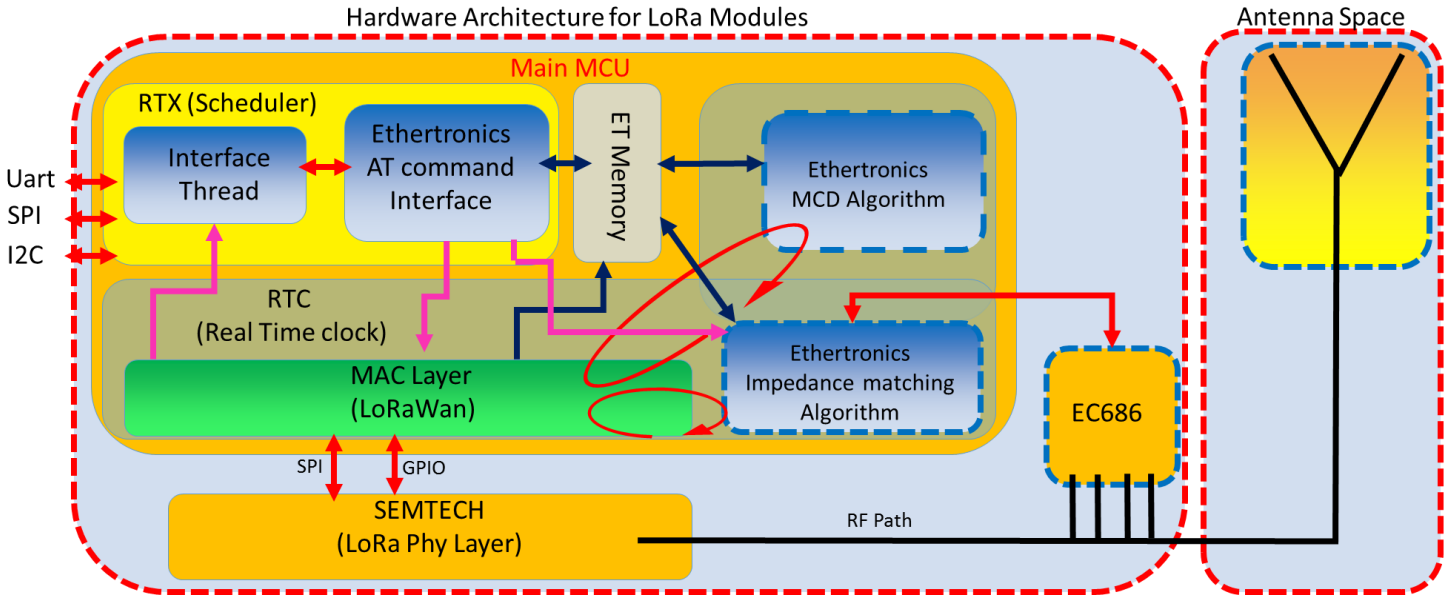 Hardware Architecture for LoRa Modules
Antenna Space
Main MCU
RTX (Scheduler)
Interface
Thread
Ethertronics
AT command
Interface
ET Memory
Ethertronics
MCD Algorithm
Uart
SPI
I2C
RTC
(Real Time clock)
MAC Layer
(LoRaWan)
Ethertronics
Impedance matching
Algorithm
EC686
SPI
GPIO
SEMTECH
(LoRa Phy Layer)
RF Path